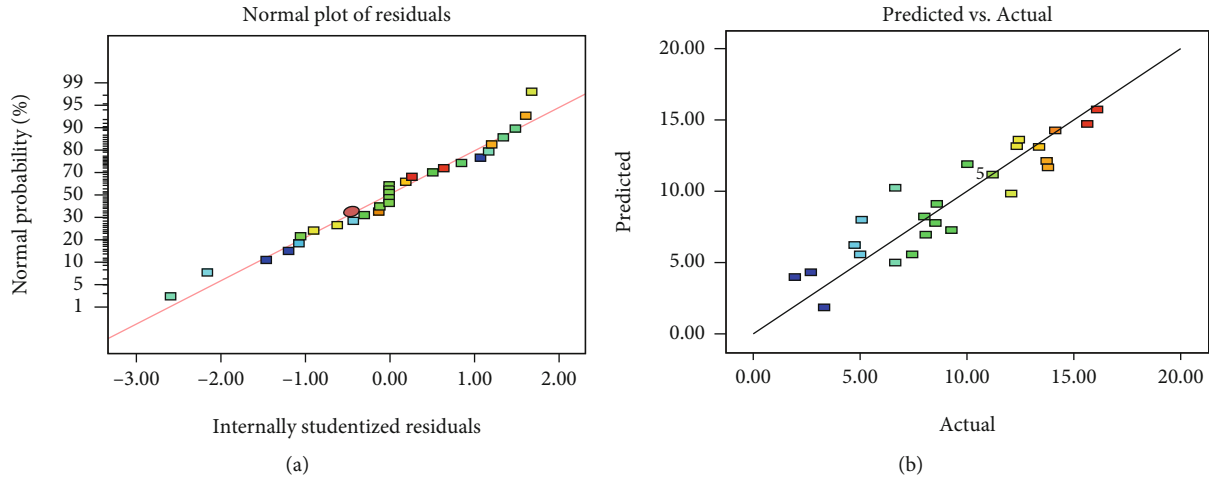 Normal plot of residuals
Normal probability (%)
99
95
90
80
70
50
30
20
10
5
1
–3.00 –2.00 –1.00 0.00 1.00 2.00
Internally studentized residuals
(a)
Predicted vs. Actual
Predicted
20.00
15.00
10.00
5.00
0.00
5
0.00 5.00 10.00 15.00 20.00
Actual
(b)